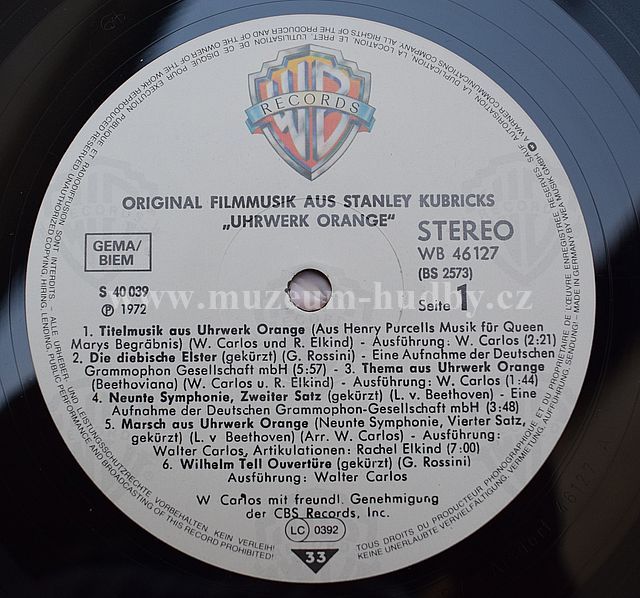 WB
RECORDS
ORIGINAL FILMMUSIK AUS STANLEY KUBRICKS
„UHRWERK ORANGE"
GEMA/
BIEM
STEREO
WB 46127
(BS 2573)
S 40 039
Ⓟ 1972
Seite 1
www.muzeum-hudby.cz
1. Titelmusik aus Uhrwerk Orange (Aus Henry Purcells Musik für Queen
Marys Begräbnis) (W. Carlos und R. Elkind) - Ausführung: W. Carlos (2:21)
2. Die diebische Elster (gekürzt) (G. Rossini) - Eine Aufnahme der Deutschen
Grammophon Gesellschaft mbH (5:57) - 3. Thema aus Uhrwerk Orange
(Beethoviana) (W. Carlos u. R. Elkind) - Ausführung: W. Carlos (1:44)
4. Neunte Symphonie, Zweiter Satz (gekürzt) (L. v. Beethoven) - Eine
Aufnahme der Deutschen Grammophon-Gesellschaft mbH (3:48)
5. Marsch aus Uhrwerk Orange (Neunte Symphonie, Vierter Satz,
gekürzt) (L. v. Beethoven) (Arr. W. Carlos) - Ausführung:
Walter Carlos, Artikulationen: Rachel Elkind (7:00)
6. Wilhelm Tell Ouvertüre (gekürzt) (G. Rossini)
Ausführung: Walter Carlos
W Carlos mit freundl. Genehmigung
der CBS Records, Inc.
LC 0392
33